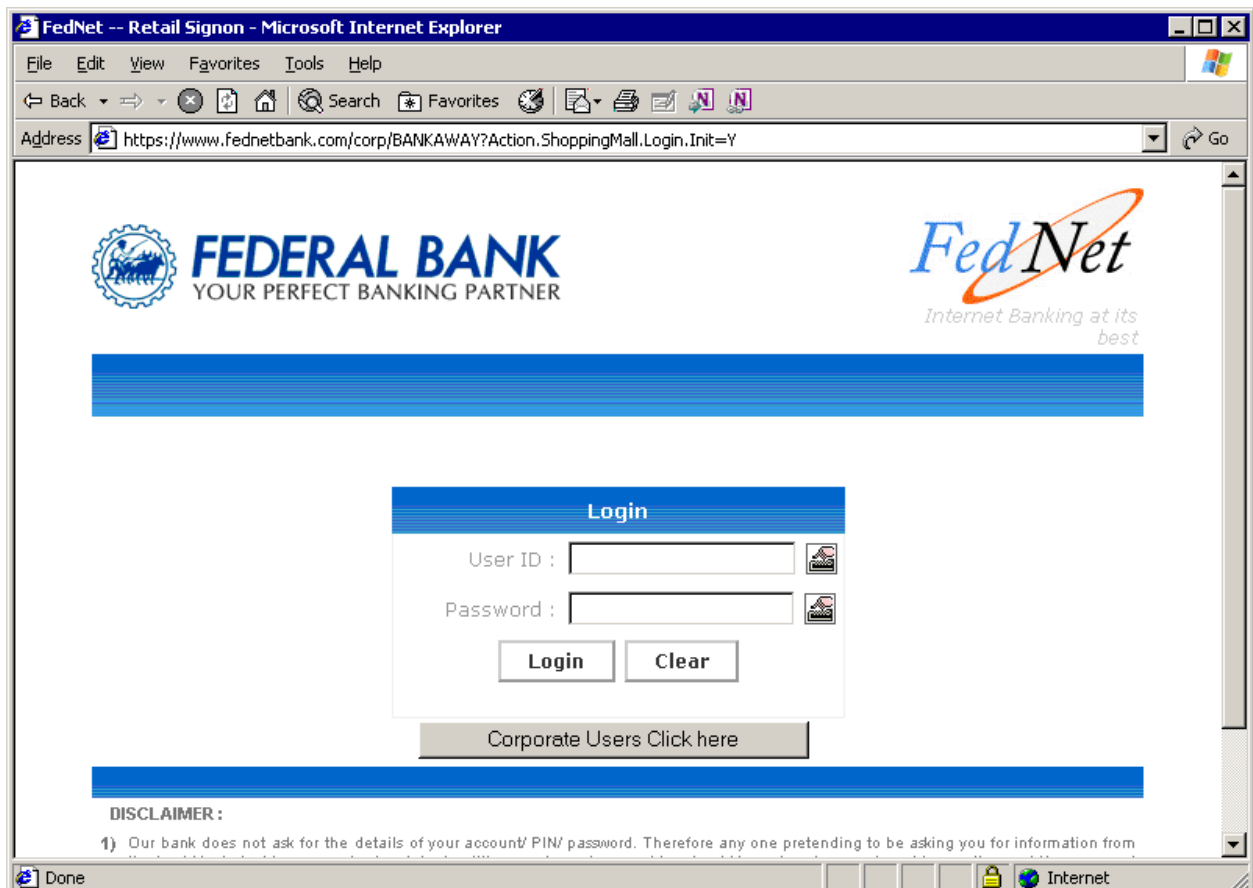 FedNet -- Retail Signon - Microsoft Internet Explorer
File Edit View Favorites Tools Help
Back Search Favorites
Address https://www.fednetbank.com/corp/BANKAWAY?Action.ShoppingMall.Login.Init=Y Go
FEDERAL BANK
YOUR PERFECT BANKING PARTNER
FedNet
Internet Banking at its
best
Login
User ID :
Password :
Login Clear
Corporate Users Click here
DISCLAIMER :
1) Our bank does not ask for the details of your account/ PIN/ password. Therefore any one pretending to be asking you for information from
Done Internet